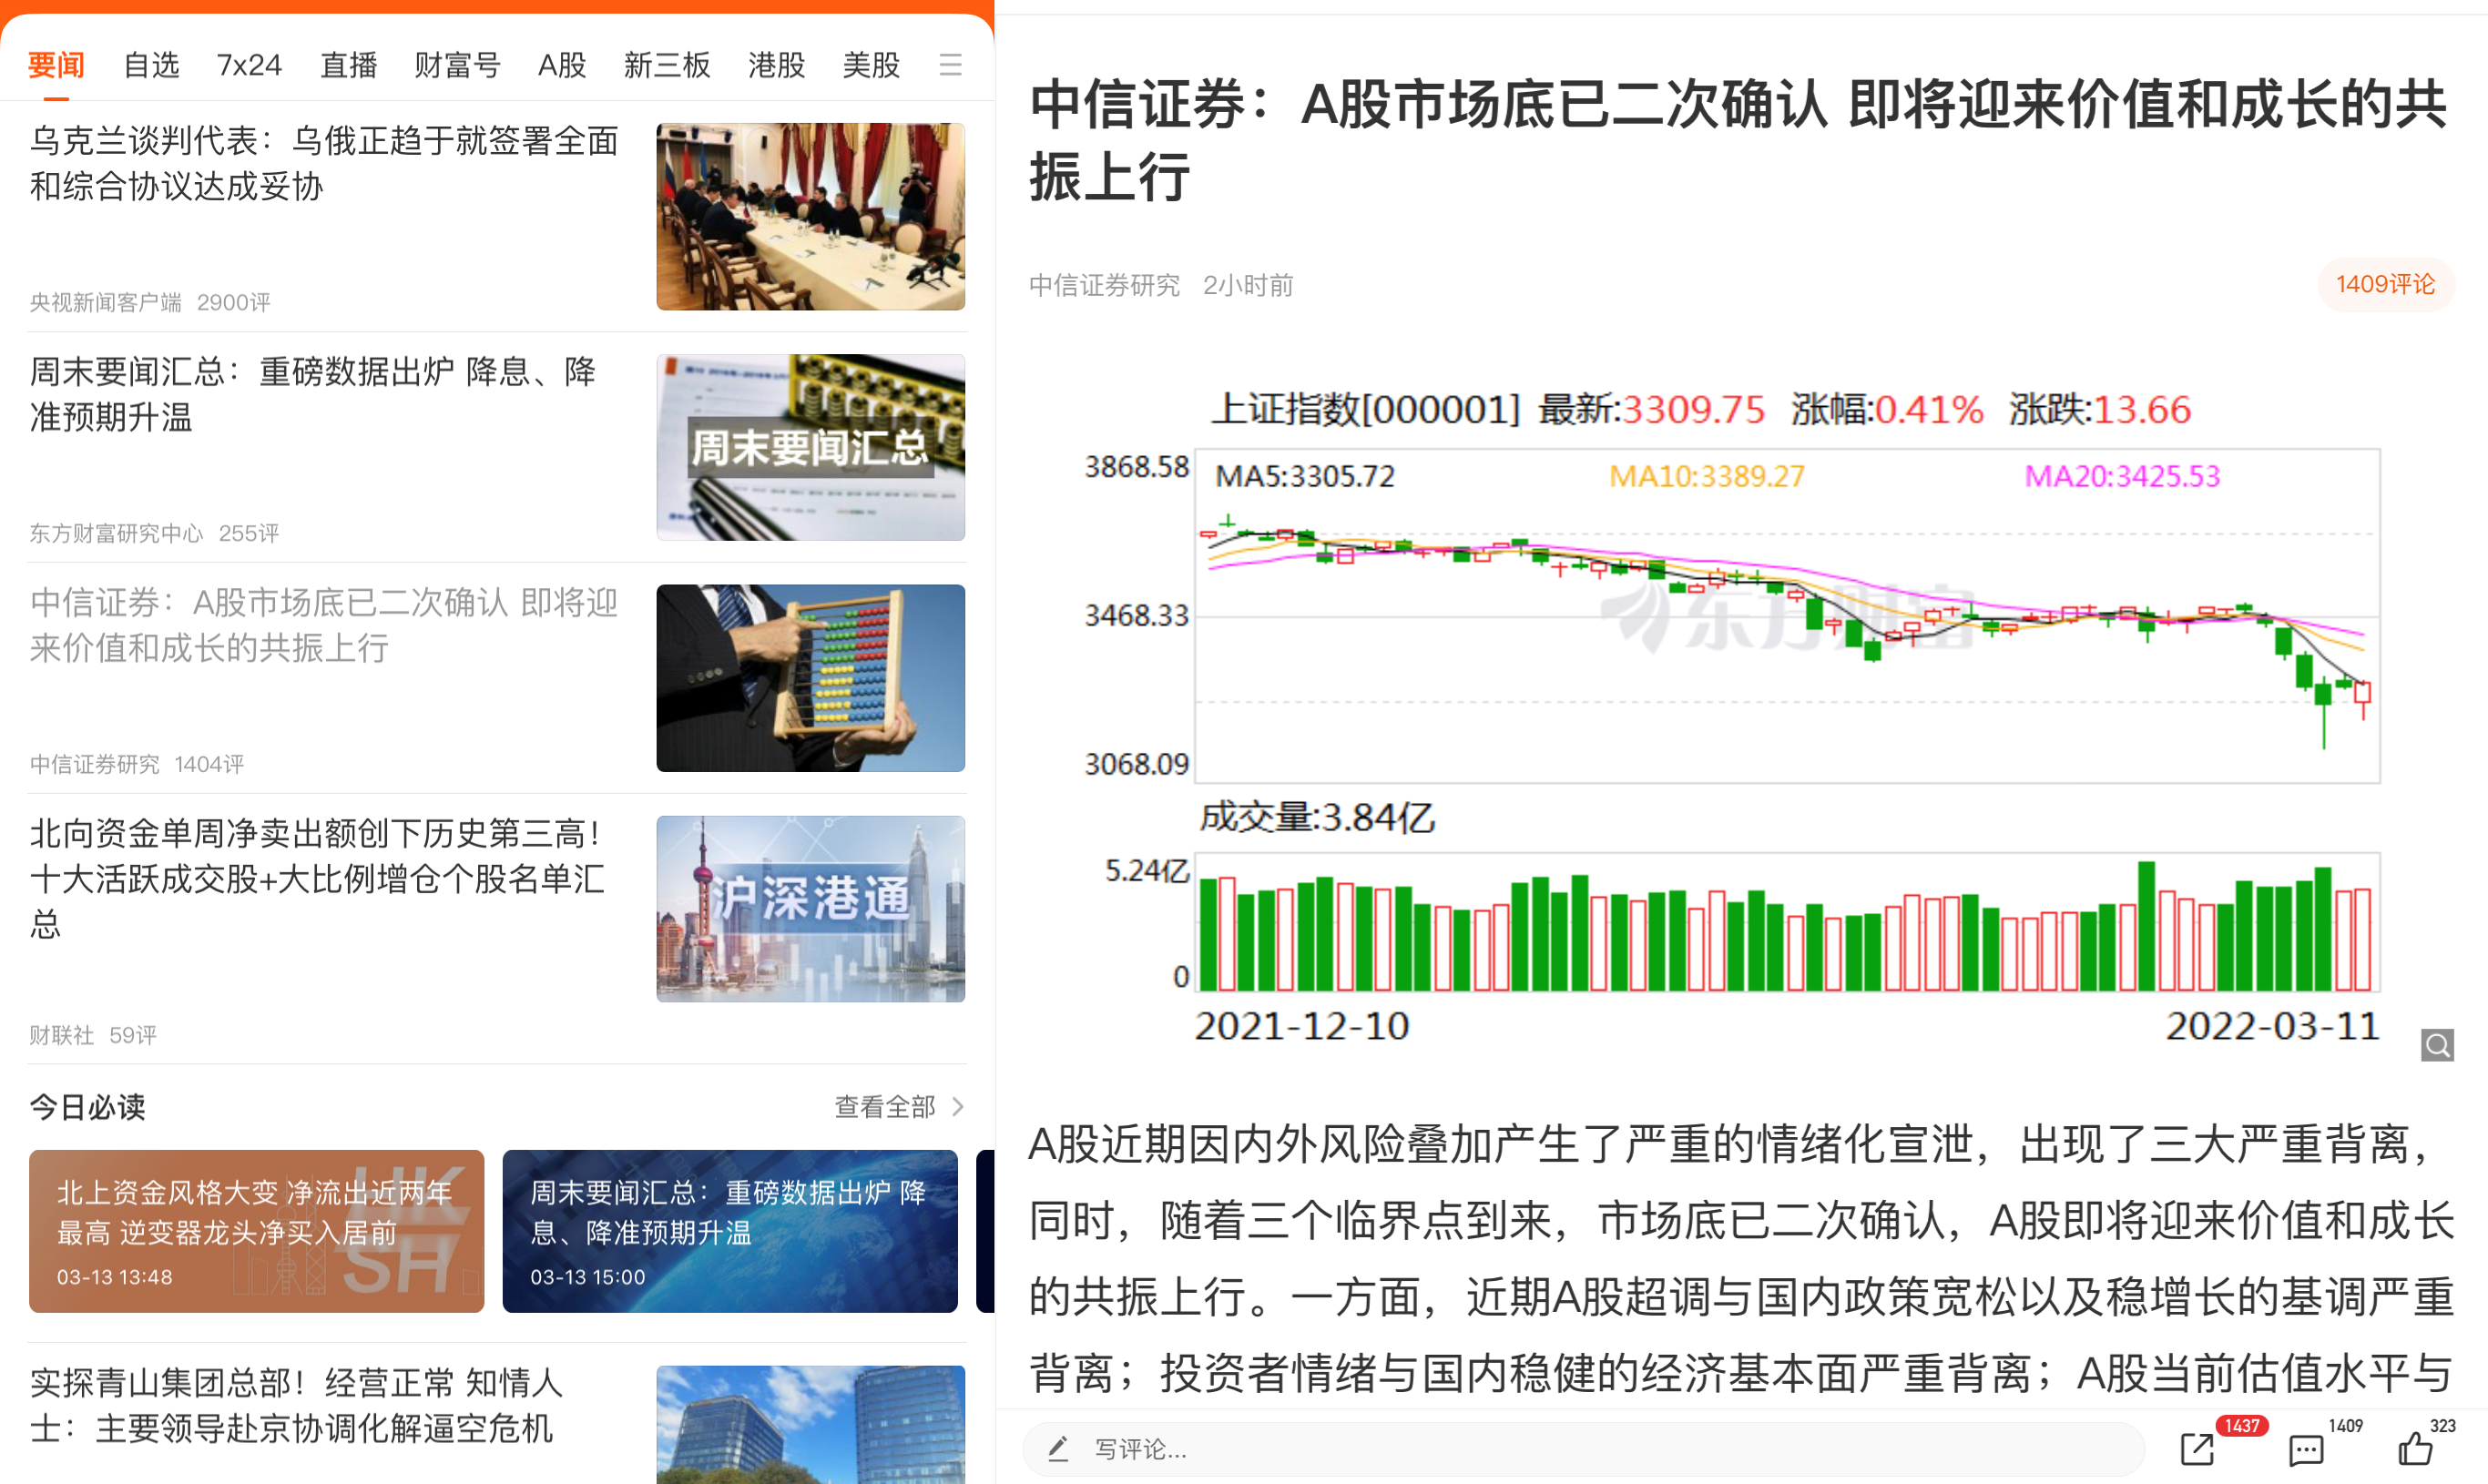 要闻 自选 7x24 直播 财富号 A股 新三板 港股 美股
乌克兰谈判代表：乌俄正趋于就签署全面
和综合协议达成妥协
央视新闻客户端 2900评
周末要闻汇总：重磅数据出炉 降息、降
准预期升温
周末要闻汇总
东方财富研究中心 255评
中信证券：A股市场底已二次确认 即将迎
来价值和成长的共振上行
中信证券研究 1404评
北向资金单周净卖出额创下历史第三高！
十大活跃成交股+大比例增仓个股名单汇
总
沪深港通
财联社 59评
今日必读 查看全部
北上资金风格大变 净流出近两年
最高 逆变器龙头净买入居前
03-13 13:48
HK
SH
周末要闻汇总：重磅数据出炉 降
息、降准预期升温
03-13 15:00
实探青山集团总部！经营正常 知情人
士：主要领导赴京协调化解逼空危机
中信证券：A股市场底已二次确认 即将迎来价值和成长的共
振上行
中信证券研究 2小时前 1409评论
上证指数[000001] 最新:3309.75 涨幅:0.41% 涨跌:13.66
3868.58 MA5:3305.72 MA10:3389.27 MA20:3425.53
3468.33
东方财富
3068.09
成交量:3.84亿
5.24亿
0
2021-12-10 2022-03-11
A股近期因内外风险叠加产生了严重的情绪化宣泄，出现了三大严重背离，
同时，随着三个临界点到来，市场底已二次确认，A股即将迎来价值和成长
的共振上行。一方面，近期A股超调与国内政策宽松以及稳增长的基调严重
背离；投资者情绪与国内稳健的经济基本面严重背离；A股当前估值水平与
写评论... 1437 1409 323